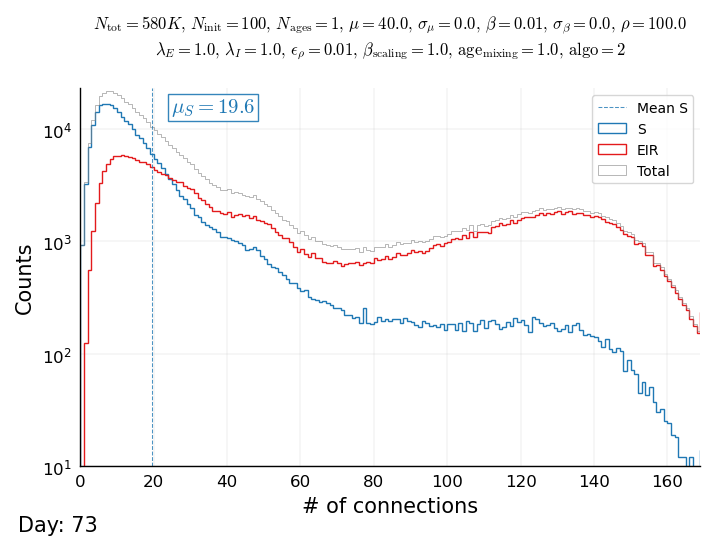 N_tot = 580K, N_init = 100, N_ages = 1, μ = 40.0, σ_μ = 0.0, β = 0.01, σ_β = 0.0, ρ = 100.0
λ_E = 1.0, λ_I = 1.0, ϵ_ρ = 0.01, β_scaling = 1.0, age_mixing = 1.0, algo = 2
μ_S = 19.6
Mean S
S
EIR
Total
10^4
10^3
10^2
10^1
Counts
0 20 40 60 80 100 120 140 160
# of connections
Day: 73